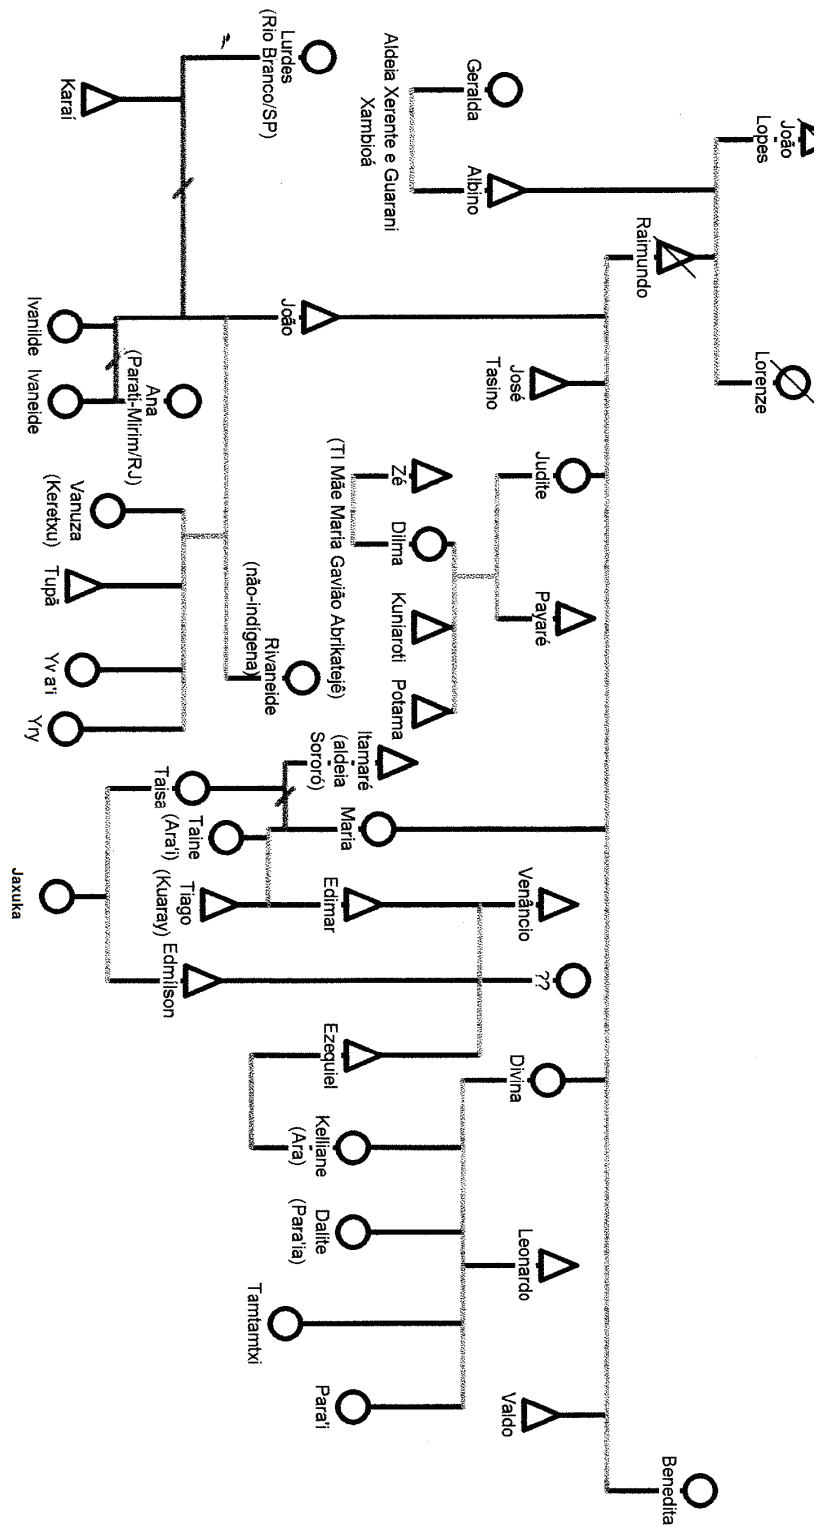 João
Lopes
Lorenze
Raimundo
Benedita
Geralda
Albino
Aldeia Xerente e Guarani
Xambioá
José
Tasino
Judite
Payaré
Venâncio
??
Divina
Leonardo
Valdo
Zé
Dilma
Kuniaroti
Potama
(TI Mãe Maria Gavião Abrikatejê)
Lurdes
(Rio Branco/SP)
João
Rivaneide
(não-indígena)
Itamaré
(aldeia
Sororó)
Maria
Edimar
Ezequiel
Kelliane
(Ara)
Dalite
(Para'ia)
Tamtamtxi
Para'i
Karaí
Ana
(Parati-Mirim/RJ)
Taisa
Taine
(Ara'i)
Tiago
(Kuaray)
Edmílson
Ivanilde
Ivaneide
Vanuza
(Keretxu)
Tupã
Yv a'i
Yry
Jaxuka